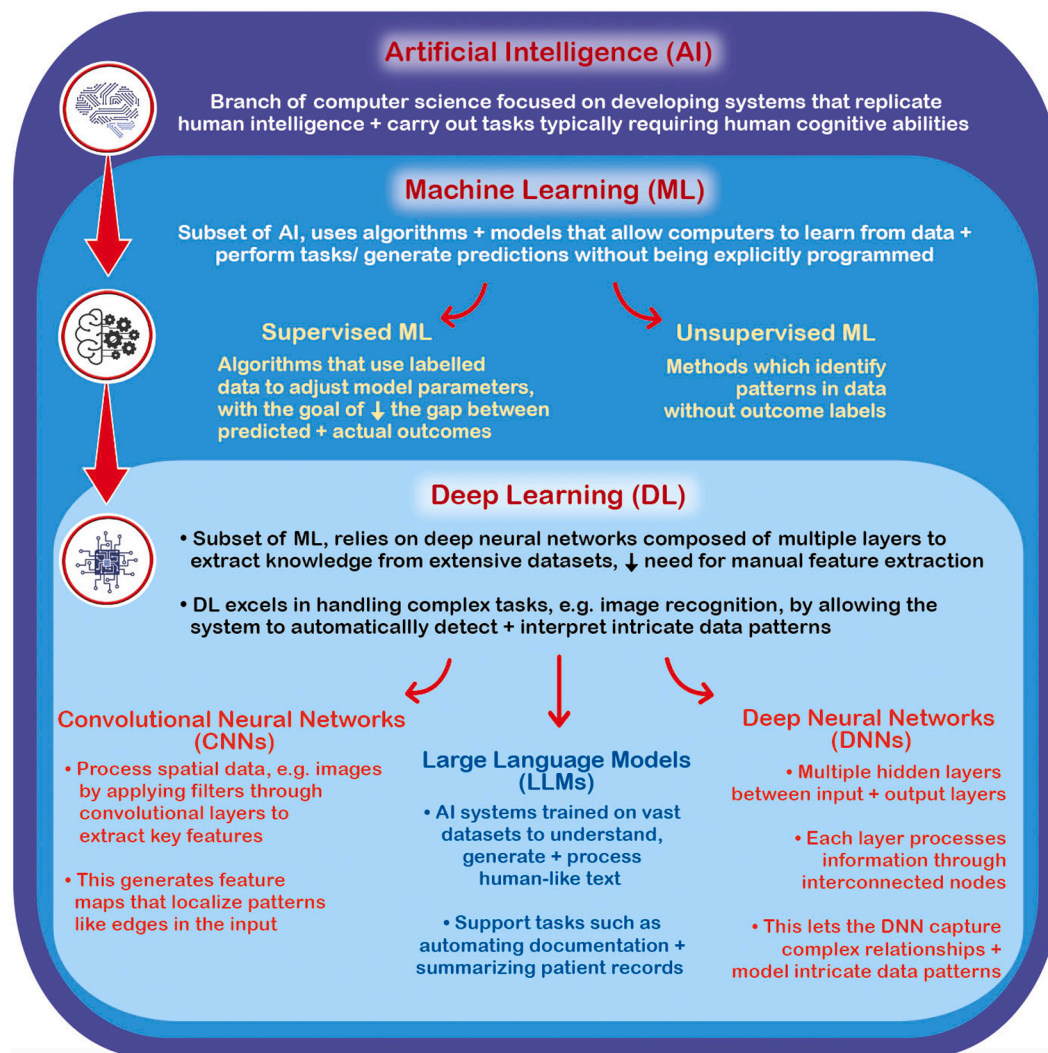 Artificial Intelligence (AI)
Branch of computer science focused on developing systems that replicate
human intelligence + carry out tasks typically requiring human cognitive abilities
Machine Learning (ML)
Subset of AI, uses algorithms + models that allow computers to learn from data +
perform tasks/ generate predictions without being explicitly programmed
Supervised ML
Algorithms that use labelled
data to adjust model parameters,
with the goal of ↓ the gap between
predicted + actual outcomes
Unsupervised ML
Methods which identify
patterns in data
without outcome labels
Deep Learning (DL)
• Subset of ML, relies on deep neural networks composed of multiple layers to
extract knowledge from extensive datasets, ↓ need for manual feature extraction
• DL excels in handling complex tasks, e.g. image recognition, by allowing the
system to automaticallly detect + interpret intricate data patterns
Convolutional Neural Networks
(CNNs)
• Process spatial data, e.g. images
by applying filters through
convolutional layers to
extract key features
• This generates feature
maps that localize patterns
like edges in the input
Large Language Models
(LLMs)
• AI systems trained on vast
datasets to understand,
generate + process
human-like text
• Support tasks such as
automating documentation +
summarizing patient records
Deep Neural Networks
(DNNs)
• Multiple hidden layers
between input + output layers
• Each layer processes
information through
interconnected nodes
• This lets the DNN capture
complex relationships +
model intricate data patterns